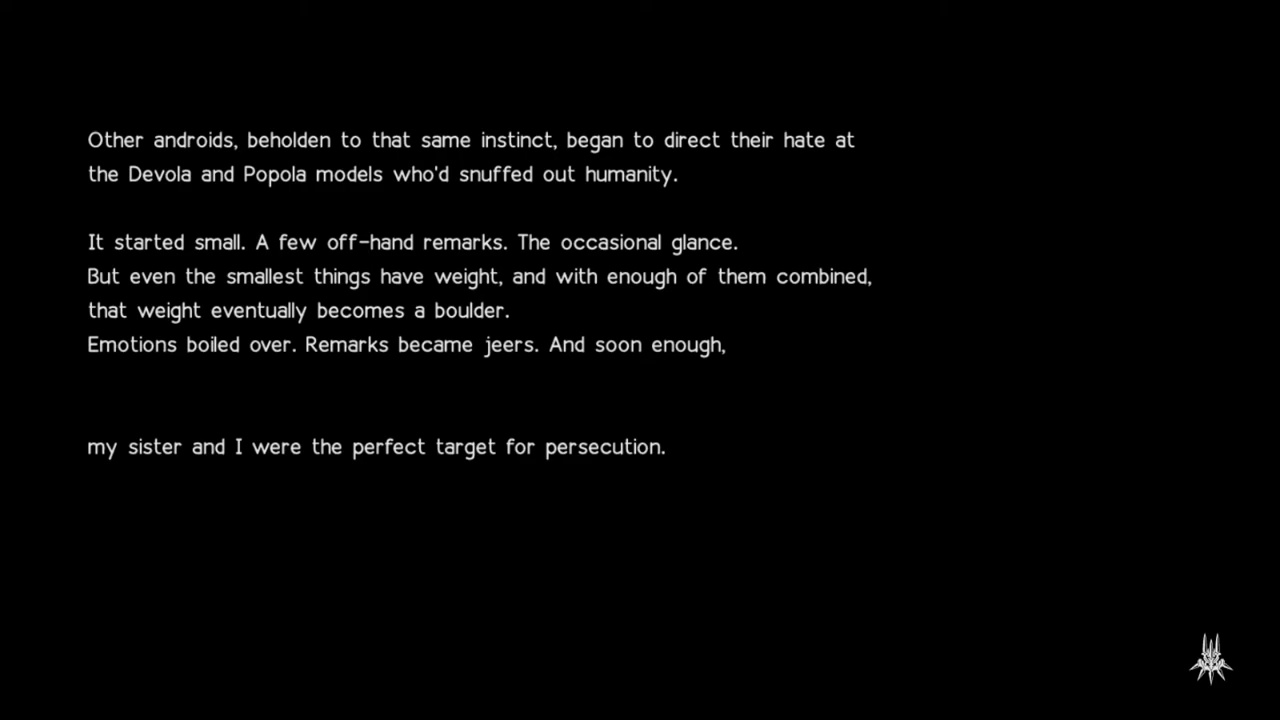 Other androids, beholden to that same instinct, began to direct their hate at
the Devola and Popola models who'd snuffed out humanity.
It started small. A few off-hand remarks. The occasional glance.
But even the smallest things have weight, and with enough of them combined,
that weight eventually becomes a boulder.
Emotions boiled over. Remarks became jeers. And soon enough,
my sister and I were the perfect target for persecution.